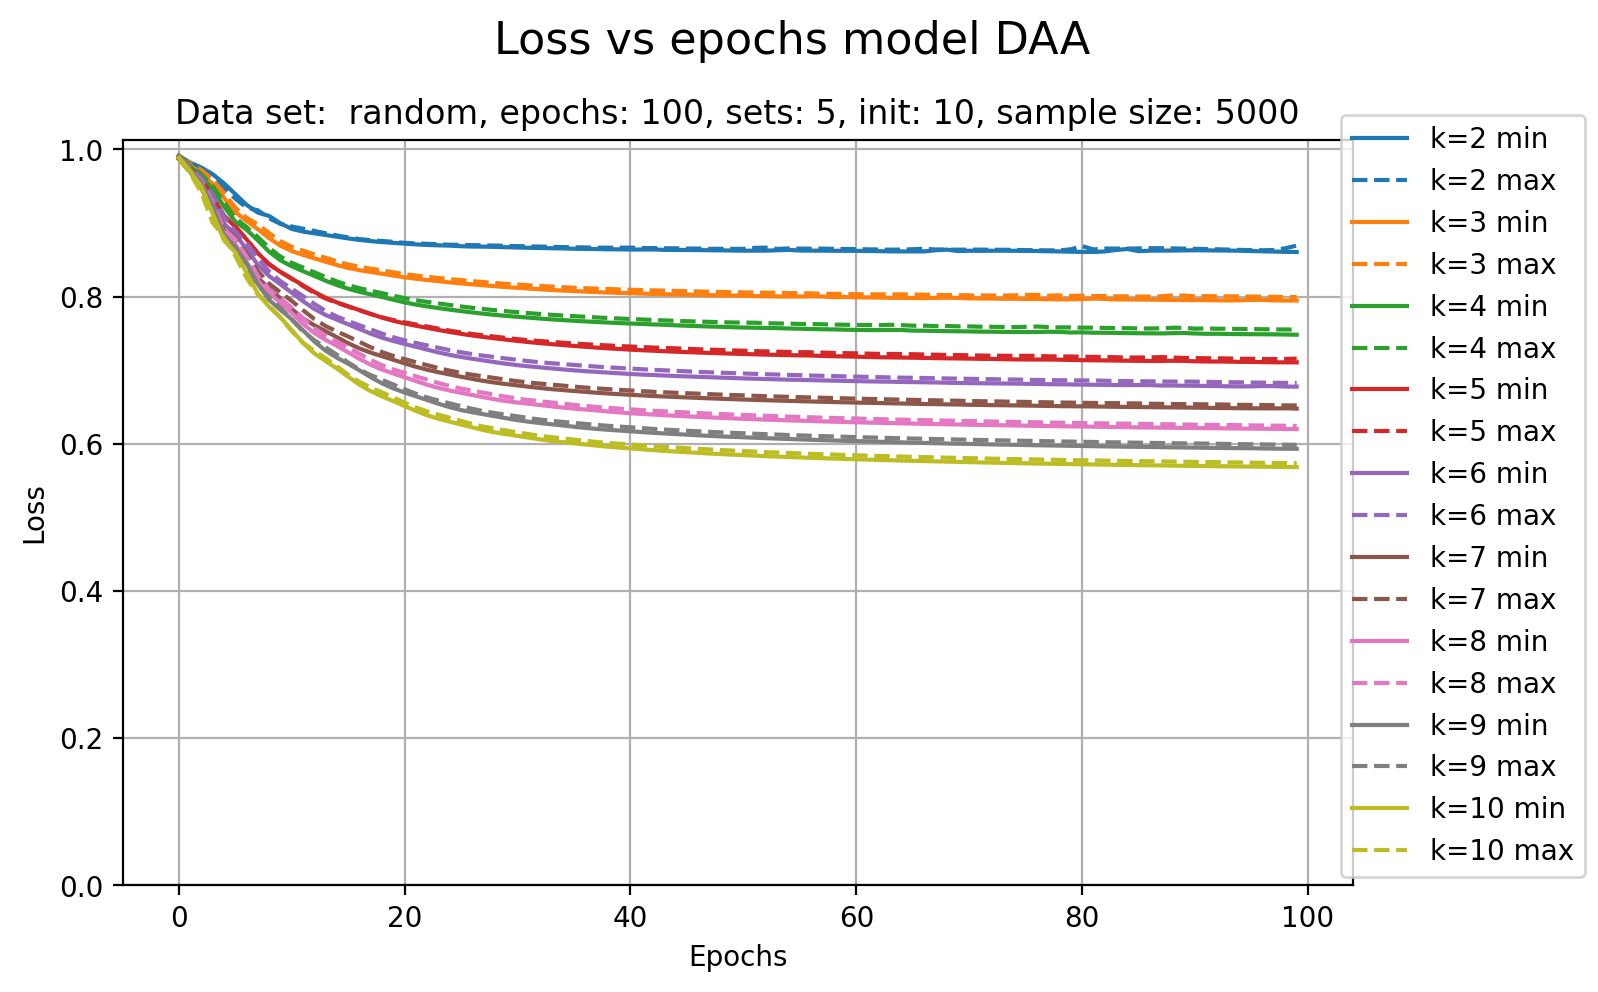 Loss vs epochs model DAA
Data set:  random, epochs: 100, sets: 5, init: 10, sample size: 5000
1.0
0.8
0.6
0.4
0.2
0.0
Loss
0 20 40 60 80 100
Epochs
k=2 min
k=2 max
k=3 min
k=3 max
k=4 min
k=4 max
k=5 min
k=5 max
k=6 min
k=6 max
k=7 min
k=7 max
k=8 min
k=8 max
k=9 min
k=9 max
k=10 min
k=10 max